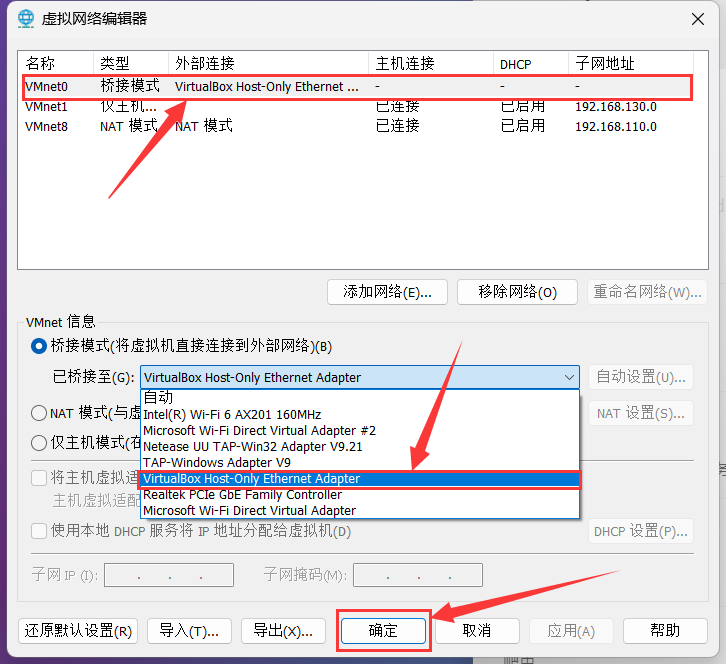 虚拟网络编辑器
名称 类型 外部连接 主机连接 DHCP 子网地址
VMnet0 桥接模式 VirtualBox Host-Only Ethernet ... - - -
VMnet1 仅主机... - 已连接 已启用 192.168.130.0
VMnet8 NAT 模式 NAT 模式 已连接 已启用 192.168.110.0
添加网络(E)... 移除网络(O) 重命名网络(W)...
VMnet 信息
桥接模式(将虚拟机直接连接到外部网络)(B)
已桥接至(G): VirtualBox Host-Only Ethernet Adapter 自动设置(U)...
自动
NAT 模式(与虚 Intel(R) Wi-Fi 6 AX201 160MHz NAT 设置(S)...
Microsoft Wi-Fi Direct Virtual Adapter #2
仅主机模式(在 Netease UU TAP-Win32 Adapter V9.21
TAP-Windows Adapter V9
将主机虚拟适 VirtualBox Host-Only Ethernet Adapter
主机虚拟适配 Realtek PCIe GbE Family Controller
Microsoft Wi-Fi Direct Virtual Adapter
使用本地 DHCP 服务将 IP 地址分配给虚拟机(D) DHCP 设置(P)...
子网 IP (I): . . . 子网掩码(M): . . .
还原默认设置(R) 导入(T)... 导出(X)... 确定 取消 应用(A) 帮助